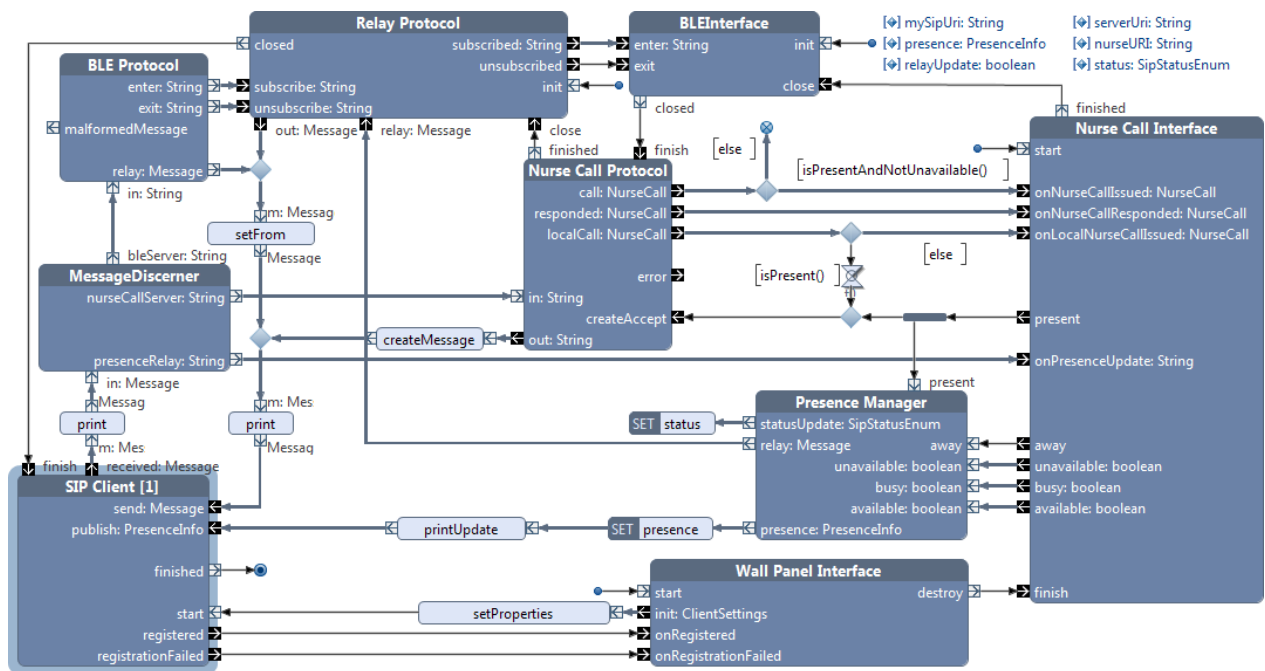 Relay Protocol
closed
subscribed: String
unsubscribed
subscribe: String
init
unsubscribe: String
out: Message
relay: Message
close
BLEInterface
enter: String
init
exit
close
closed
mySipUri: String
serverUri: String
presence: PresenceInfo
nurseURI: String
relayUpdate: boolean
status: SipStatusEnum
BLE Protocol
enter: String
exit: String
malformedMessage
relay: Message
in: String
m: Messag
setFrom
Message
bleServer: String
MessageDiscerner
nurseCallServer: String
presenceRelay: String
in: Message
Messag
print
m: Mes
received: Message
m: Mes
print
Messag
finished
finish
Nurse Call Protocol
call: NurseCall
responded: NurseCall
localCall: NurseCall
error
in: String
createAccept
out: String
createMessage
[else]
[isPresentAndNotUnavailable()]
[else]
[isPresent()]
finished
Nurse Call Interface
start
onNurseCallIssued: NurseCall
onNurseCallResponded: NurseCall
onLocalNurseCallIssued: NurseCall
present
onPresenceUpdate: String
away
unavailable: boolean
busy: boolean
available: boolean
finish
present
Presence Manager
statusUpdate: SipStatusEnum
relay: Message
away
unavailable: boolean
busy: boolean
available: boolean
presence: PresenceInfo
SET status
SET presence
printUpdate
finish
SIP Client [1]
send: Message
publish: PresenceInfo
finished
start
registered
registrationFailed
setProperties
Wall Panel Interface
start
destroy
init: ClientSettings
onRegistered
onRegistrationFailed